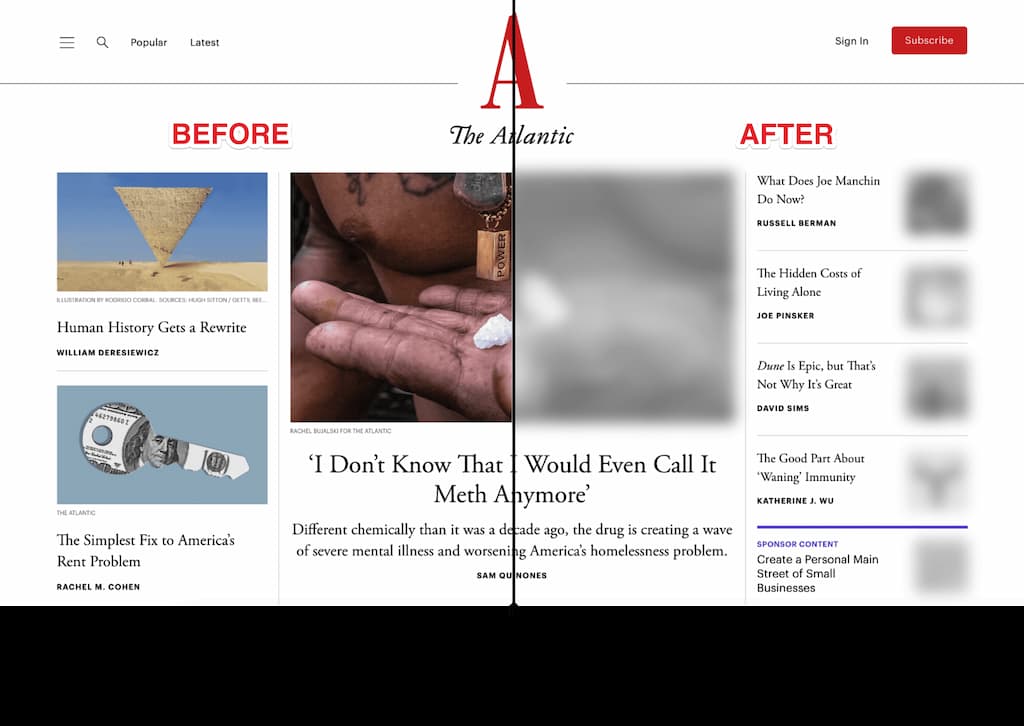 Popular
Latest
Sign In
Subscribe
A
The Atlantic
BEFORE
AFTER
ILLUSTRATION BY RODRIGO CORRAL. SOURCES: HUGH SITTON / GETTY; BEE...
Human History Gets a Rewrite
WILLIAM DERESIEWICZ
46279860 I
THE ATLANTIC
The Simplest Fix to America’s
Rent Problem
RACHEL M. COHEN
POWER
RACHEL BUJALSKI FOR THE ATLANTIC
‘I Don’t Know That I Would Even Call It
Meth Anymore’
Different chemically than it was a decade ago, the drug is creating a wave
of severe mental illness and worsening America’s homelessness problem.
SAM QUINONES
What Does Joe Manchin
Do Now?
RUSSELL BERMAN
The Hidden Costs of
Living Alone
JOE PINSKER
Dune Is Epic, but That’s
Not Why It’s Great
DAVID SIMS
The Good Part About
‘Waning’ Immunity
KATHERINE J. WU
SPONSOR CONTENT
Create a Personal Main
Street of Small
Businesses